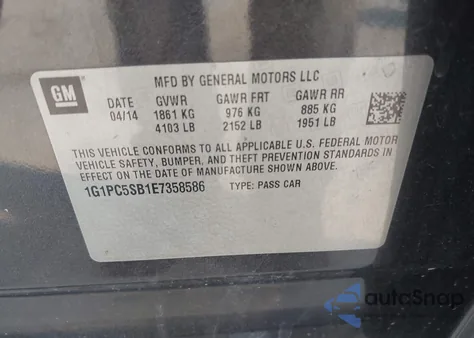 GM
MFD BY GENERAL MOTORS LLC
DATE GVWR GAWR FRT GAWR RR
04/14 1861 KG 976 KG 885 KG
4103 LB 2152 LB 1951 LB
THIS VEHICLE CONFORMS TO ALL APPLICABLE U.S. FEDERAL MOTOR
VEHICLE SAFETY, BUMPER, AND THEFT PREVENTION STANDARDS IN
EFFECT ON THE DATE OF MANUFACTURE SHOWN ABOVE.
1G1PC5SB1E7358586 TYPE: PASS CAR
autoSnap